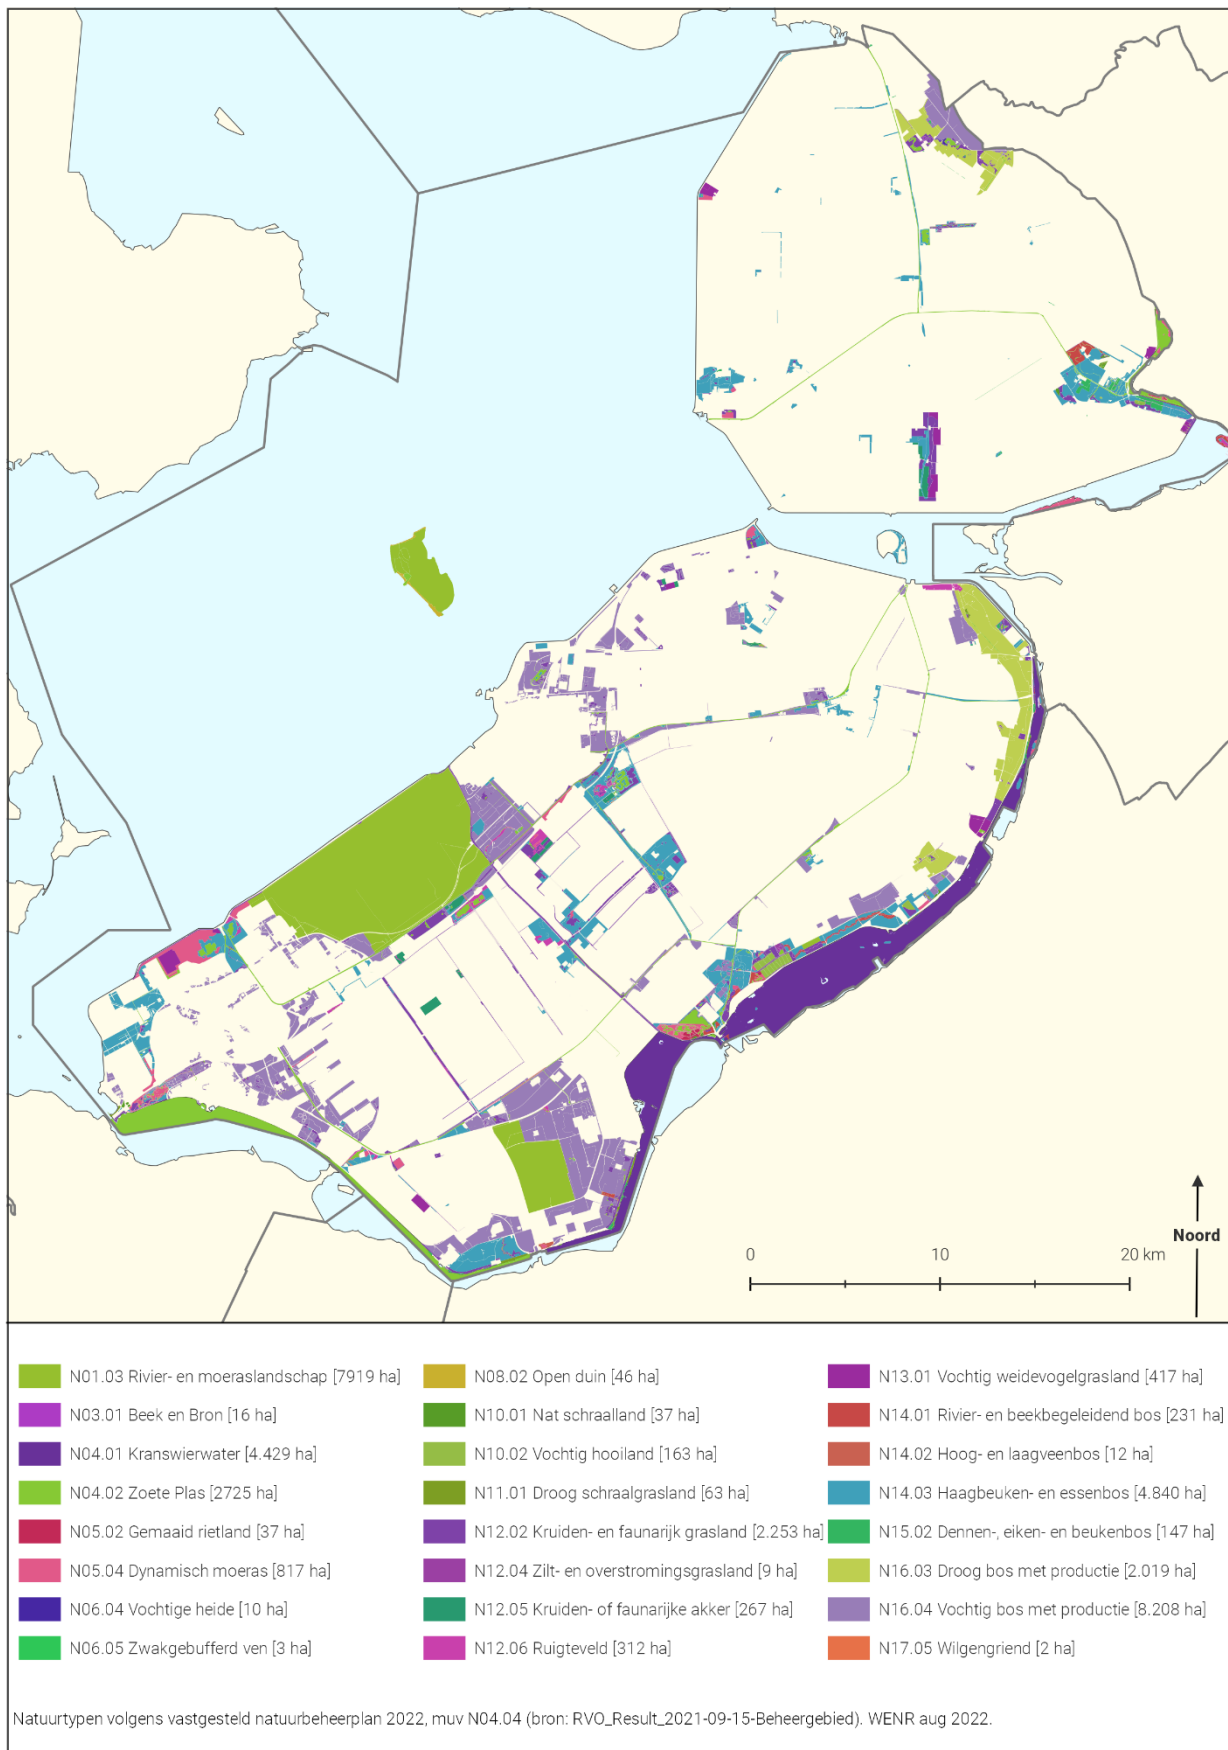 Noord
0 10 20 km
N01.03 Rivier- en moeraslandschap [7919 ha]
N03.01 Beek en Bron [16 ha]
N04.01 Kranswierwater [4.429 ha]
N04.02 Zoete Plas [2725 ha]
N05.02 Gemaaid rietland [37 ha]
N05.04 Dynamisch moeras [817 ha]
N06.04 Vochtige heide [10 ha]
N06.05 Zwakgebufferd ven [3 ha]
N08.02 Open duin [46 ha]
N10.01 Nat schraalland [37 ha]
N10.02 Vochtig hooiland [163 ha]
N11.01 Droog schraalgrasland [63 ha]
N12.02 Kruiden- en faunarijk grasland [2.253 ha]
N12.04 Zilt- en overstromingsgrasland [9 ha]
N12.05 Kruiden- of faunarijke akker [267 ha]
N12.06 Ruigteveld [312 ha]
N13.01 Vochtig weidevogelgrasland [417 ha]
N14.01 Rivier- en beekbegeleidend bos [231 ha]
N14.02 Hoog- en laagveenbos [12 ha]
N14.03 Haagbeuken- en essenbos [4.840 ha]
N15.02 Dennen-, eiken- en beukenbos [147 ha]
N16.03 Droog bos met productie [2.019 ha]
N16.04 Vochtig bos met productie [8.208 ha]
N17.05 Wilgengriend [2 ha]
Natuurtypen volgens vastgesteld natuurbeheerplan 2022, muv N04.04 (bron: RVO_Result_2021-09-15-Beheergebied). WENR aug 2022.